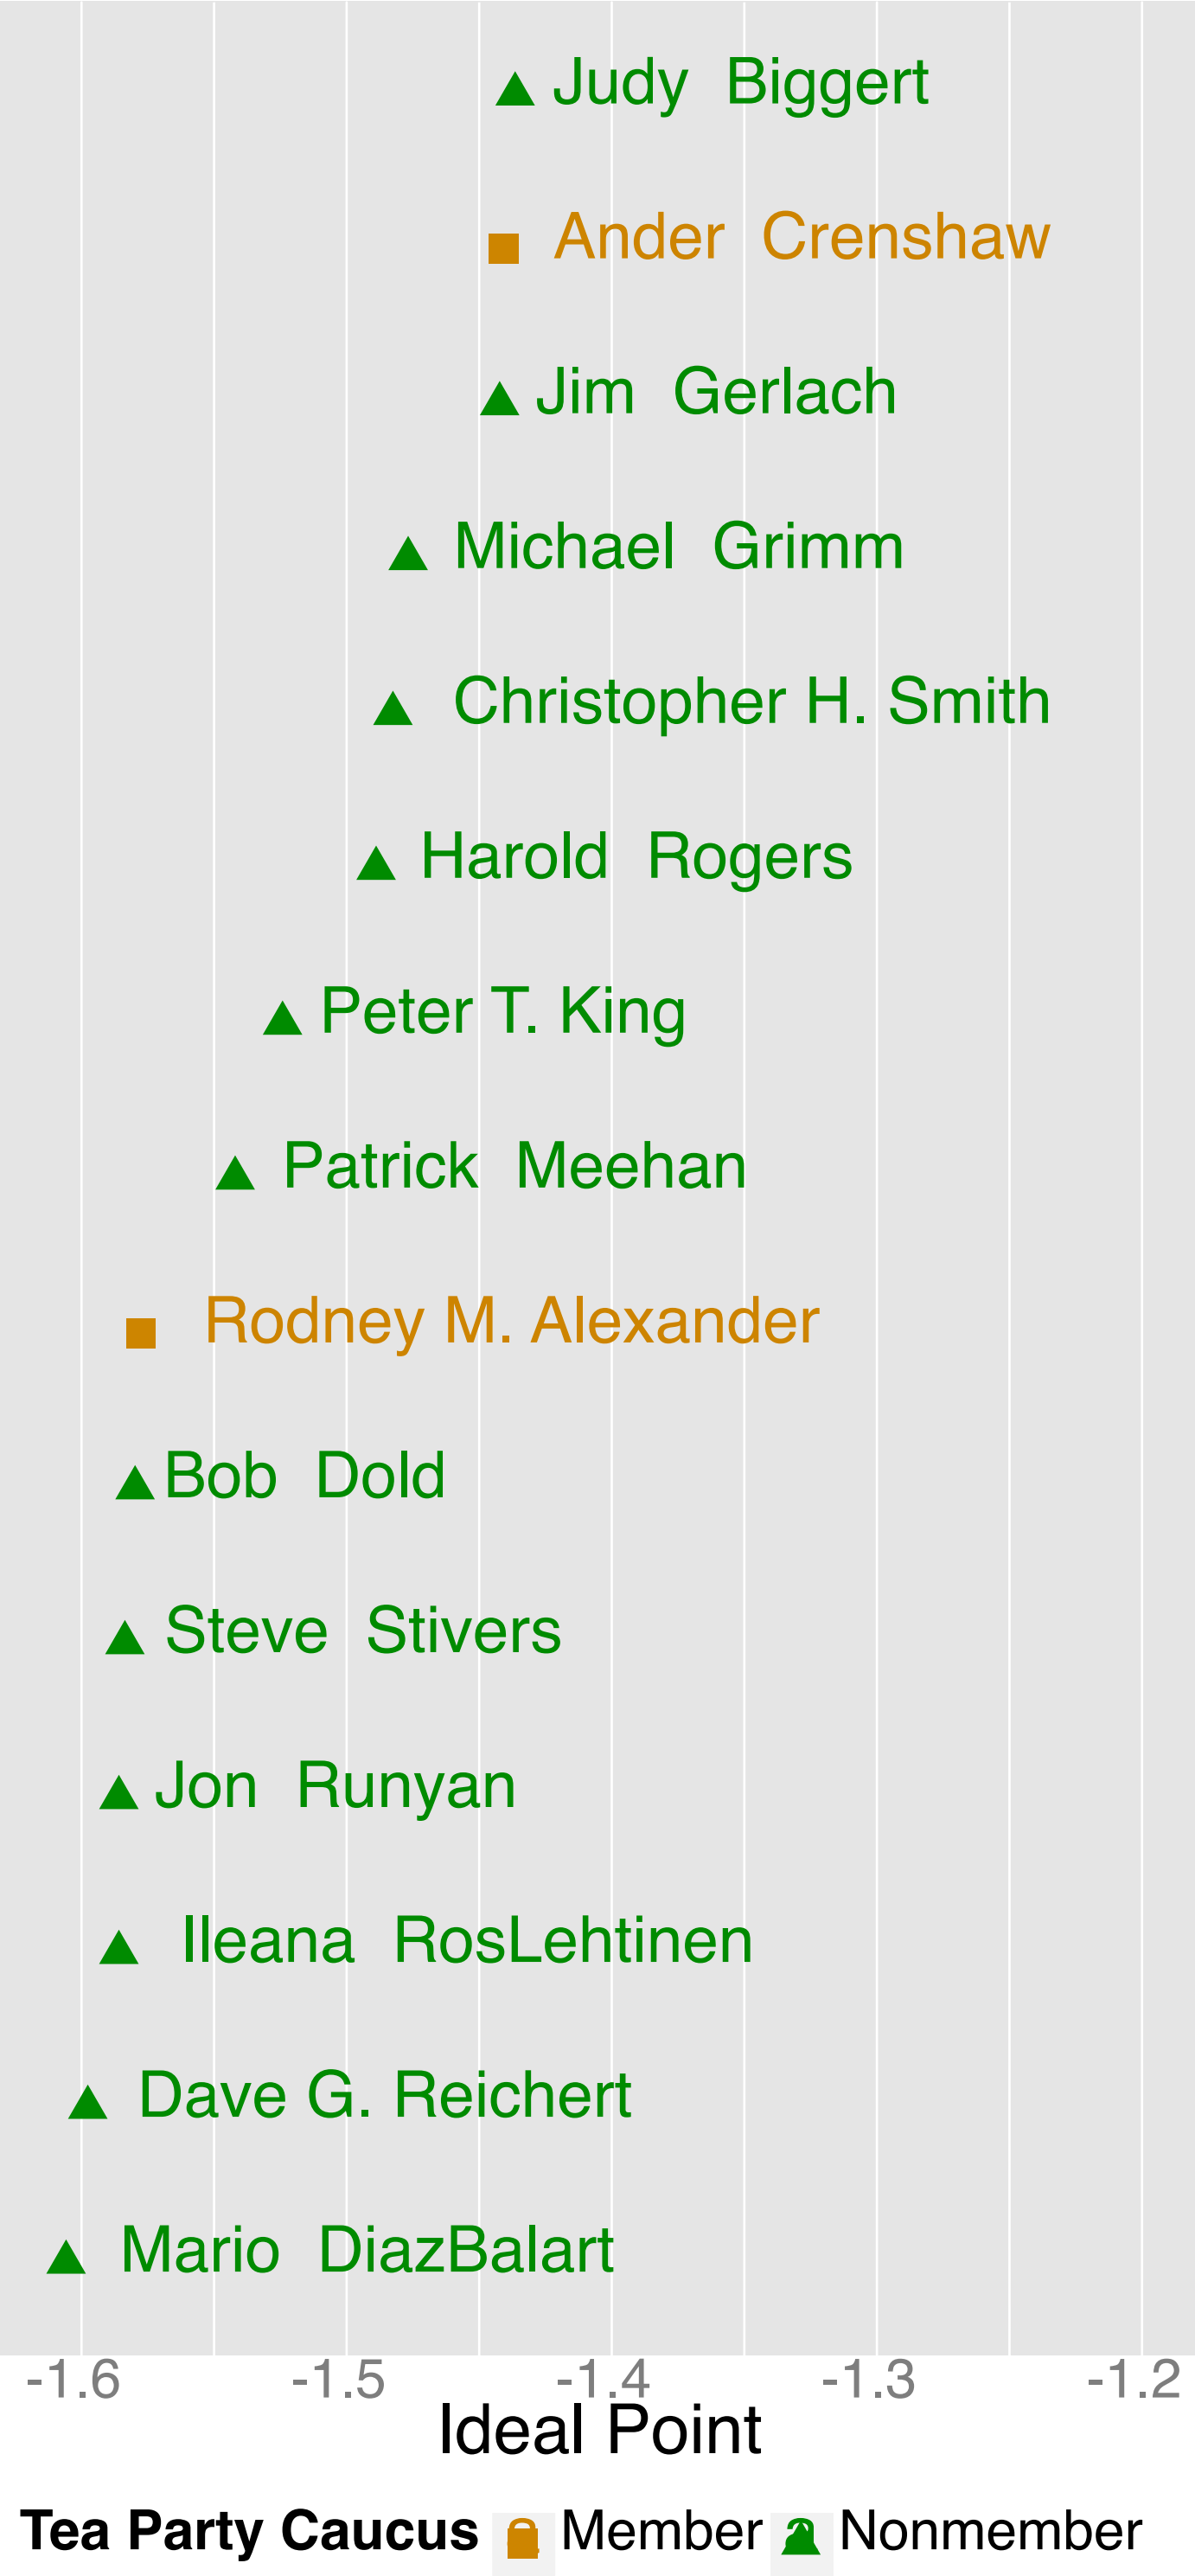 Judy Biggert
Ander Crenshaw
Jim Gerlach
Michael Grimm
Christopher H. Smith
Harold Rogers
Peter T. King
Patrick Meehan
Rodney M. Alexander
Bob Dold
Steve Stivers
Jon Runyan
Ileana RosLehtinen
Dave G. Reichert
Mario DiazBalart
-1.6 -1.5 -1.4 -1.3 -1.2
Ideal Point
Tea Party Caucus Member Nonmember